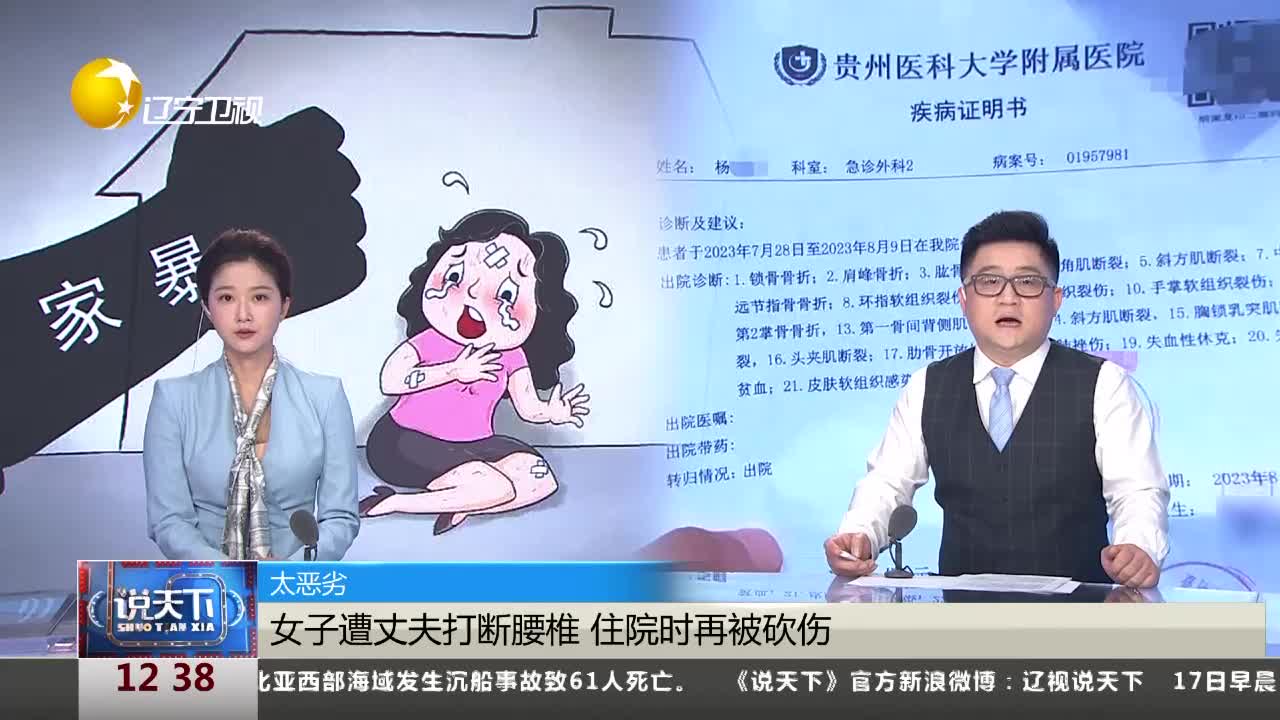 辽宁卫视
家暴
贵州医科大学附属医院
疾病证明书
姓名: 杨
科室: 急诊外科2
病案号: 01957981
诊断及建议:
患者于2023年7月28日至2023年8月9日在我院
出院诊断:1.锁骨骨折; 2.肩峰骨折; 3.肱骨 角肌断裂; 5.斜方肌断裂; 7.
远节指骨骨折; 8.环指软组织裂伤 织裂伤; 10.手掌软组织裂伤;
第2掌骨骨折, 13.第一骨间背侧肌 4.斜方肌断裂, 15.胸锁乳突肌
裂, 16.头夹肌断裂; 17.肋骨开放 挫伤; 19.失血性休克; 20.
贫血; 21.皮肤软组织感染
出院医嘱:
出院带药:
转归情况: 出院
期: 2023年8
生:
太恶劣
说天下
SHUO TIAN XIA
女子遭丈夫打断腰椎 住院时再被砍伤
12 38
北亚西部海域发生沉船事故致61人死亡。 《说天下》官方新浪微博:辽视说天下 17日早晨